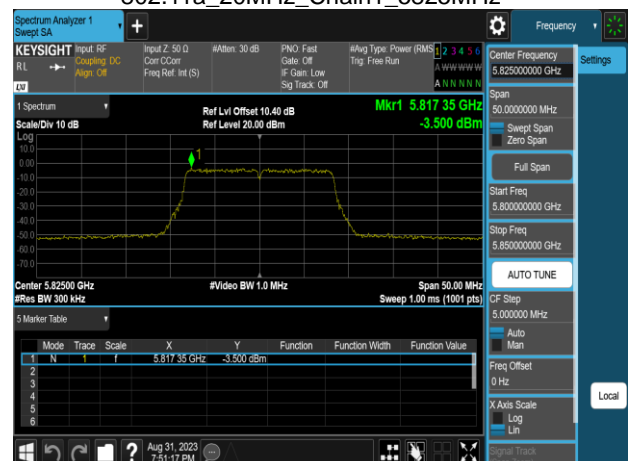 802.11a_20MHz_Chain1_5825MHz
Spectrum Analyzer 1
Swept SA
+
Frequency
KEYSIGHT
RL
LXI
Input: RF
Coupling: DC
Align: Off
Input Z: 50 Ω
Corr CCorr
Freq Ref: Int (S)
#Atten: 30 dB
PNO: Fast
Gate: Off
IF Gain: Low
Sig Track: Off
#Avg Type: Power (RMS
Trig: Free Run
1 2 3 4 5 6
A W W W W W
A N N N N N
Center Frequency
5.825000000 GHz
Settings
Span
50.0000000 MHz
Swept Span
Zero Span
Full Span
Start Freq
5.800000000 GHz
Stop Freq
5.850000000 GHz
AUTO TUNE
CF Step
5.000000 MHz
Auto
Man
Freq Offset
0 Hz
X Axis Scale
Log
Lin
Signal Track
Local
1 Spectrum
Scale/Div 10 dB
Ref Lvl Offset 10.40 dB
Ref Level 20.00 dBm
Mkr1 5.817 35 GHz
-3.500 dBm
Log
10.0
0.00
-10.0
-20.0
-30.0
-40.0
-50.0
-60.0
-70.0
1
Center 5.82500 GHz
#Res BW 300 kHz
#Video BW 1.0 MHz
Span 50.00 MHz
Sweep 1.00 ms (1001 pts)
5 Marker Table
Mode Trace Scale X Y Function Function Width Function Value
1 N 1 f 5.817 35 GHz -3.500 dBm
2
3
4
5
6
?
Aug 31, 2023
7:51:17 PM